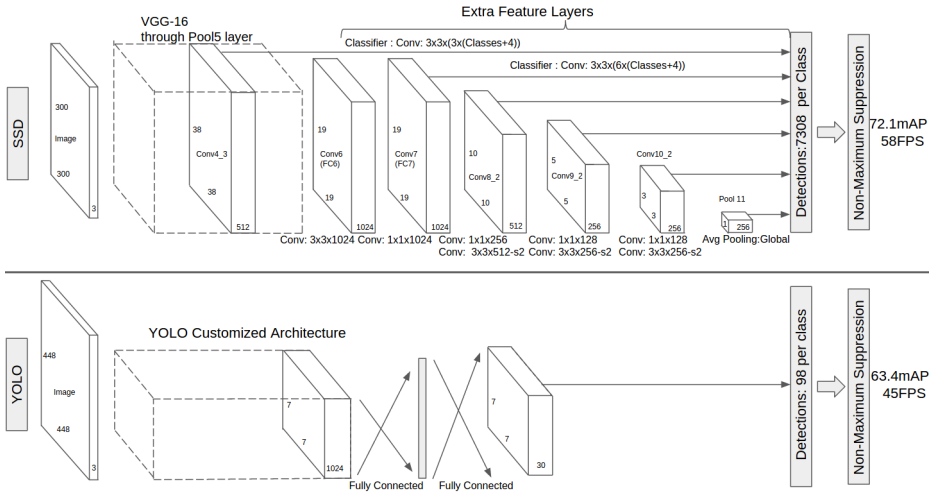 Extra Feature Layers
VGG-16
through Pool5 layer
Classifier : Conv: 3x3x(3x(Classes+4))
Classifier : Conv: 3x3x(6x(Classes+4))
SSD
300
Image
300
3
38
Conv4_3
38
512
19
Conv6
(FC6)
19
1024
19
Conv7
(FC7)
19
1024
10
Conv8_2
10
512
5
Conv9_2
5
256
Conv10_2
3
3
256
Pool 11
1
256
Avg Pooling:Global
Conv: 3x3x1024
Conv: 1x1x1024
Conv: 1x1x256
Conv: 3x3x512-s2
Conv: 1x1x128
Conv: 3x3x256-s2
Conv: 1x1x128
Conv: 3x3x256-s2
Detections:7308 per Class
Non-Maximum Suppression
72.1mAP
58FPS
YOLO
448
Image
448
3
YOLO Customized Architecture
7
7
1024
Fully Connected
Fully Connected
7
7
30
Detections: 98 per class
Non-Maximum Suppression
63.4mAP
45FPS